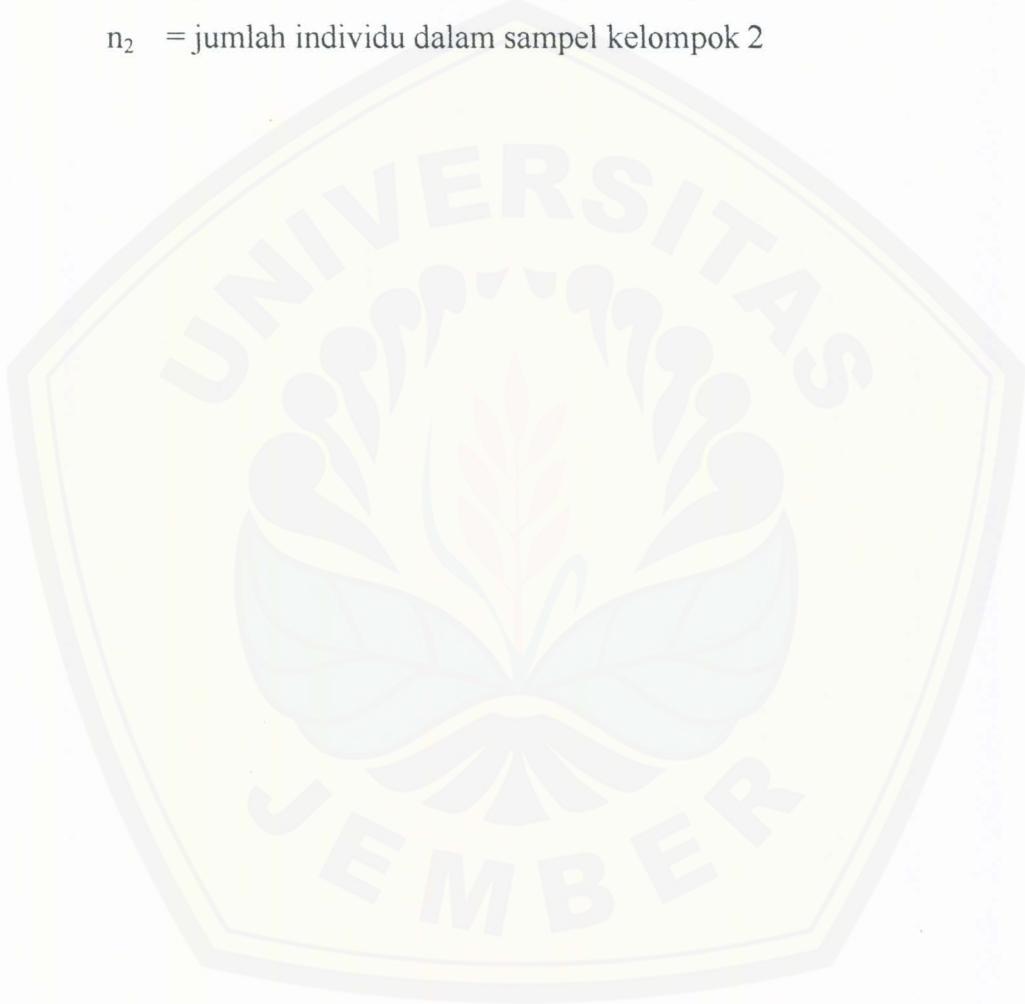 n₂ = jumlah individu dalam sampel kelompok 2
UNIVERSITAS
JEMBER